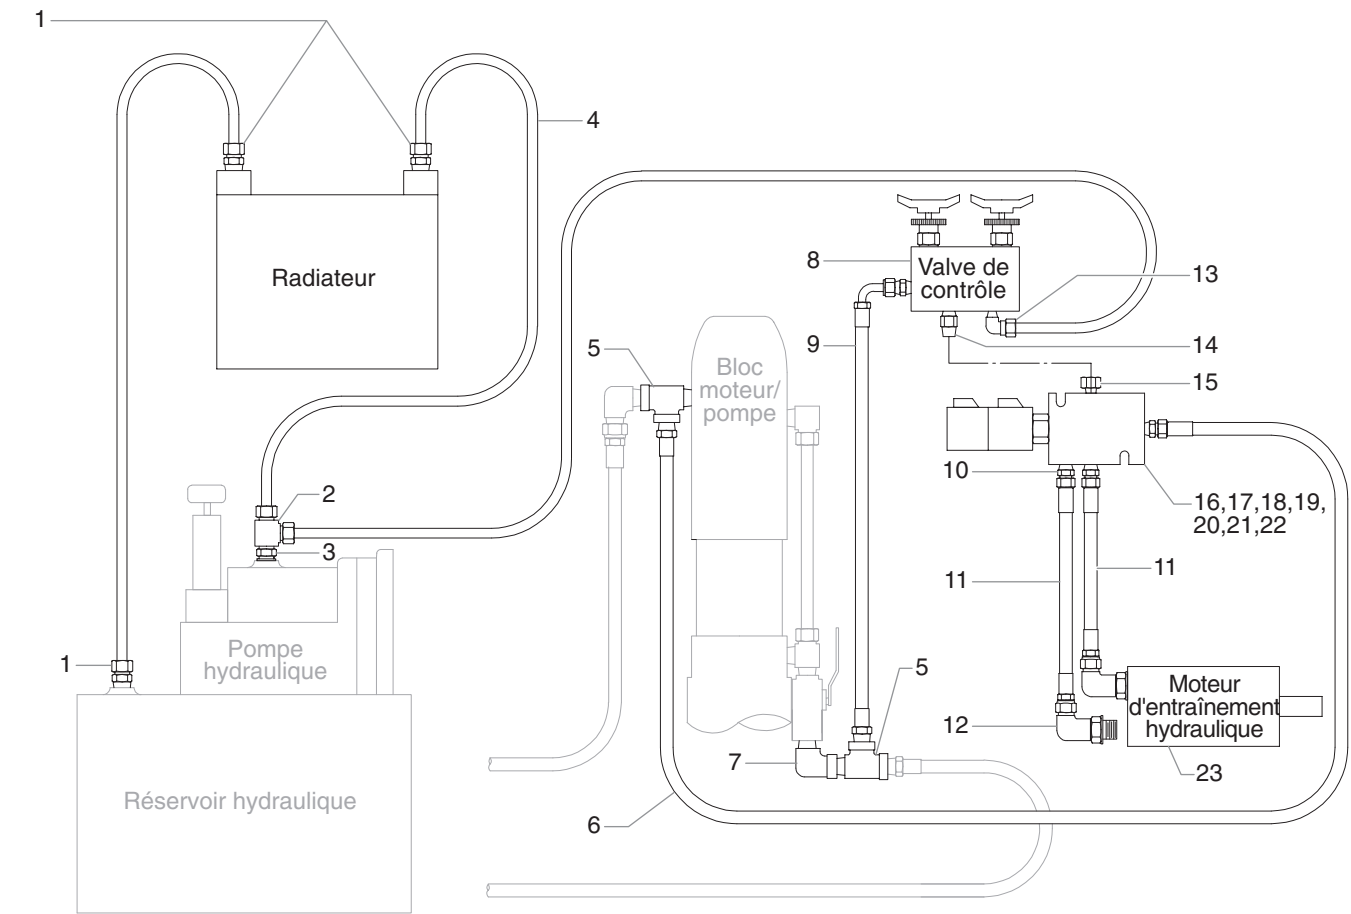 1
4
Radiateur
8
Valve de
contrôle
13
9
14
5
Bloc
moteur/
pompe
15
10
2
16,17,18,19,
20,21,22
3
11
11
Pompe
hydraulique
1
5
Moteur
d'entraînement
hydraulique
12
7
23
Réservoir hydraulique
6